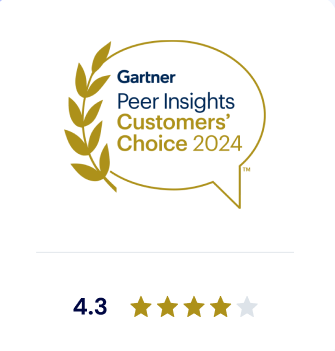 Gartner
Peer Insights
Customers’
Choice 2024
™
4.3